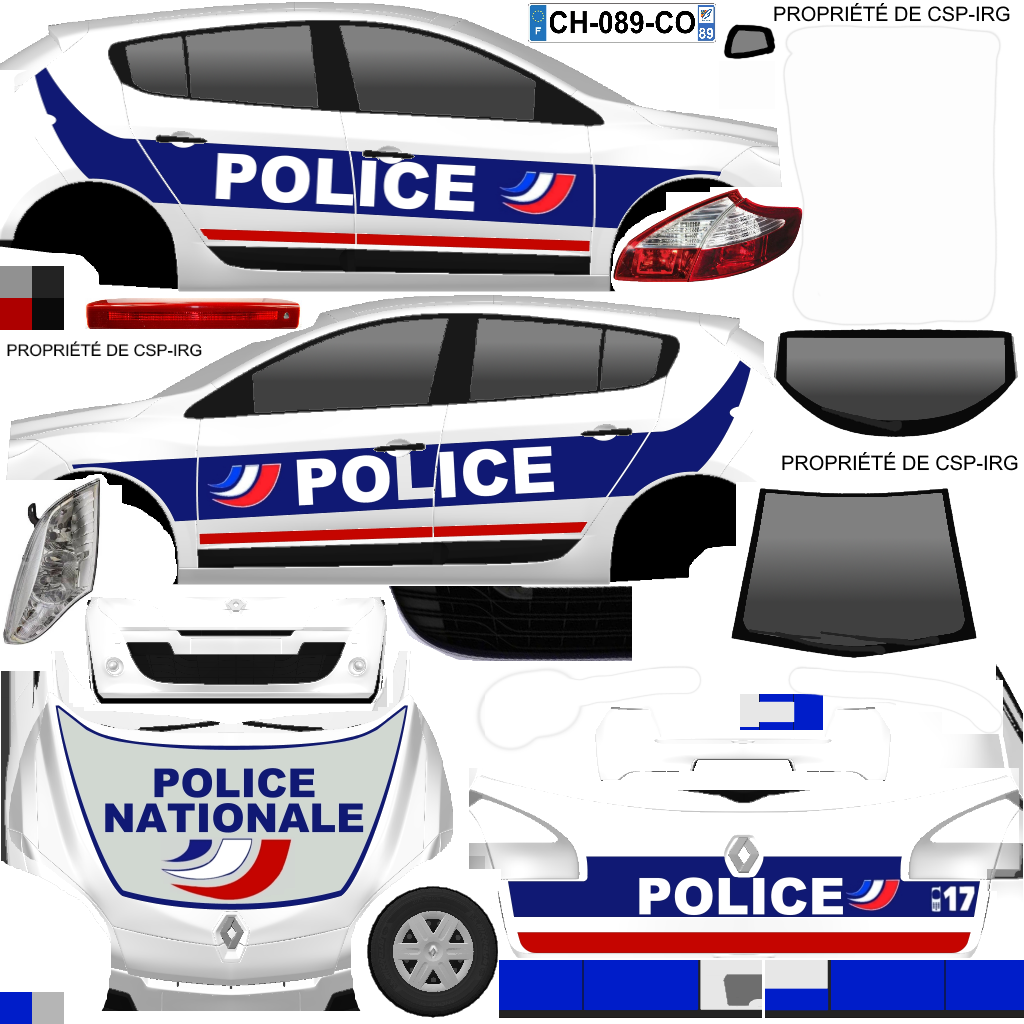 F CH-089-CO 89
PROPRIÉTÉ DE CSP-IRG
POLICE
PROPRIÉTÉ DE CSP-IRG
POLICE
PROPRIÉTÉ DE CSP-IRG
POLICE
NATIONALE
POLICE 17